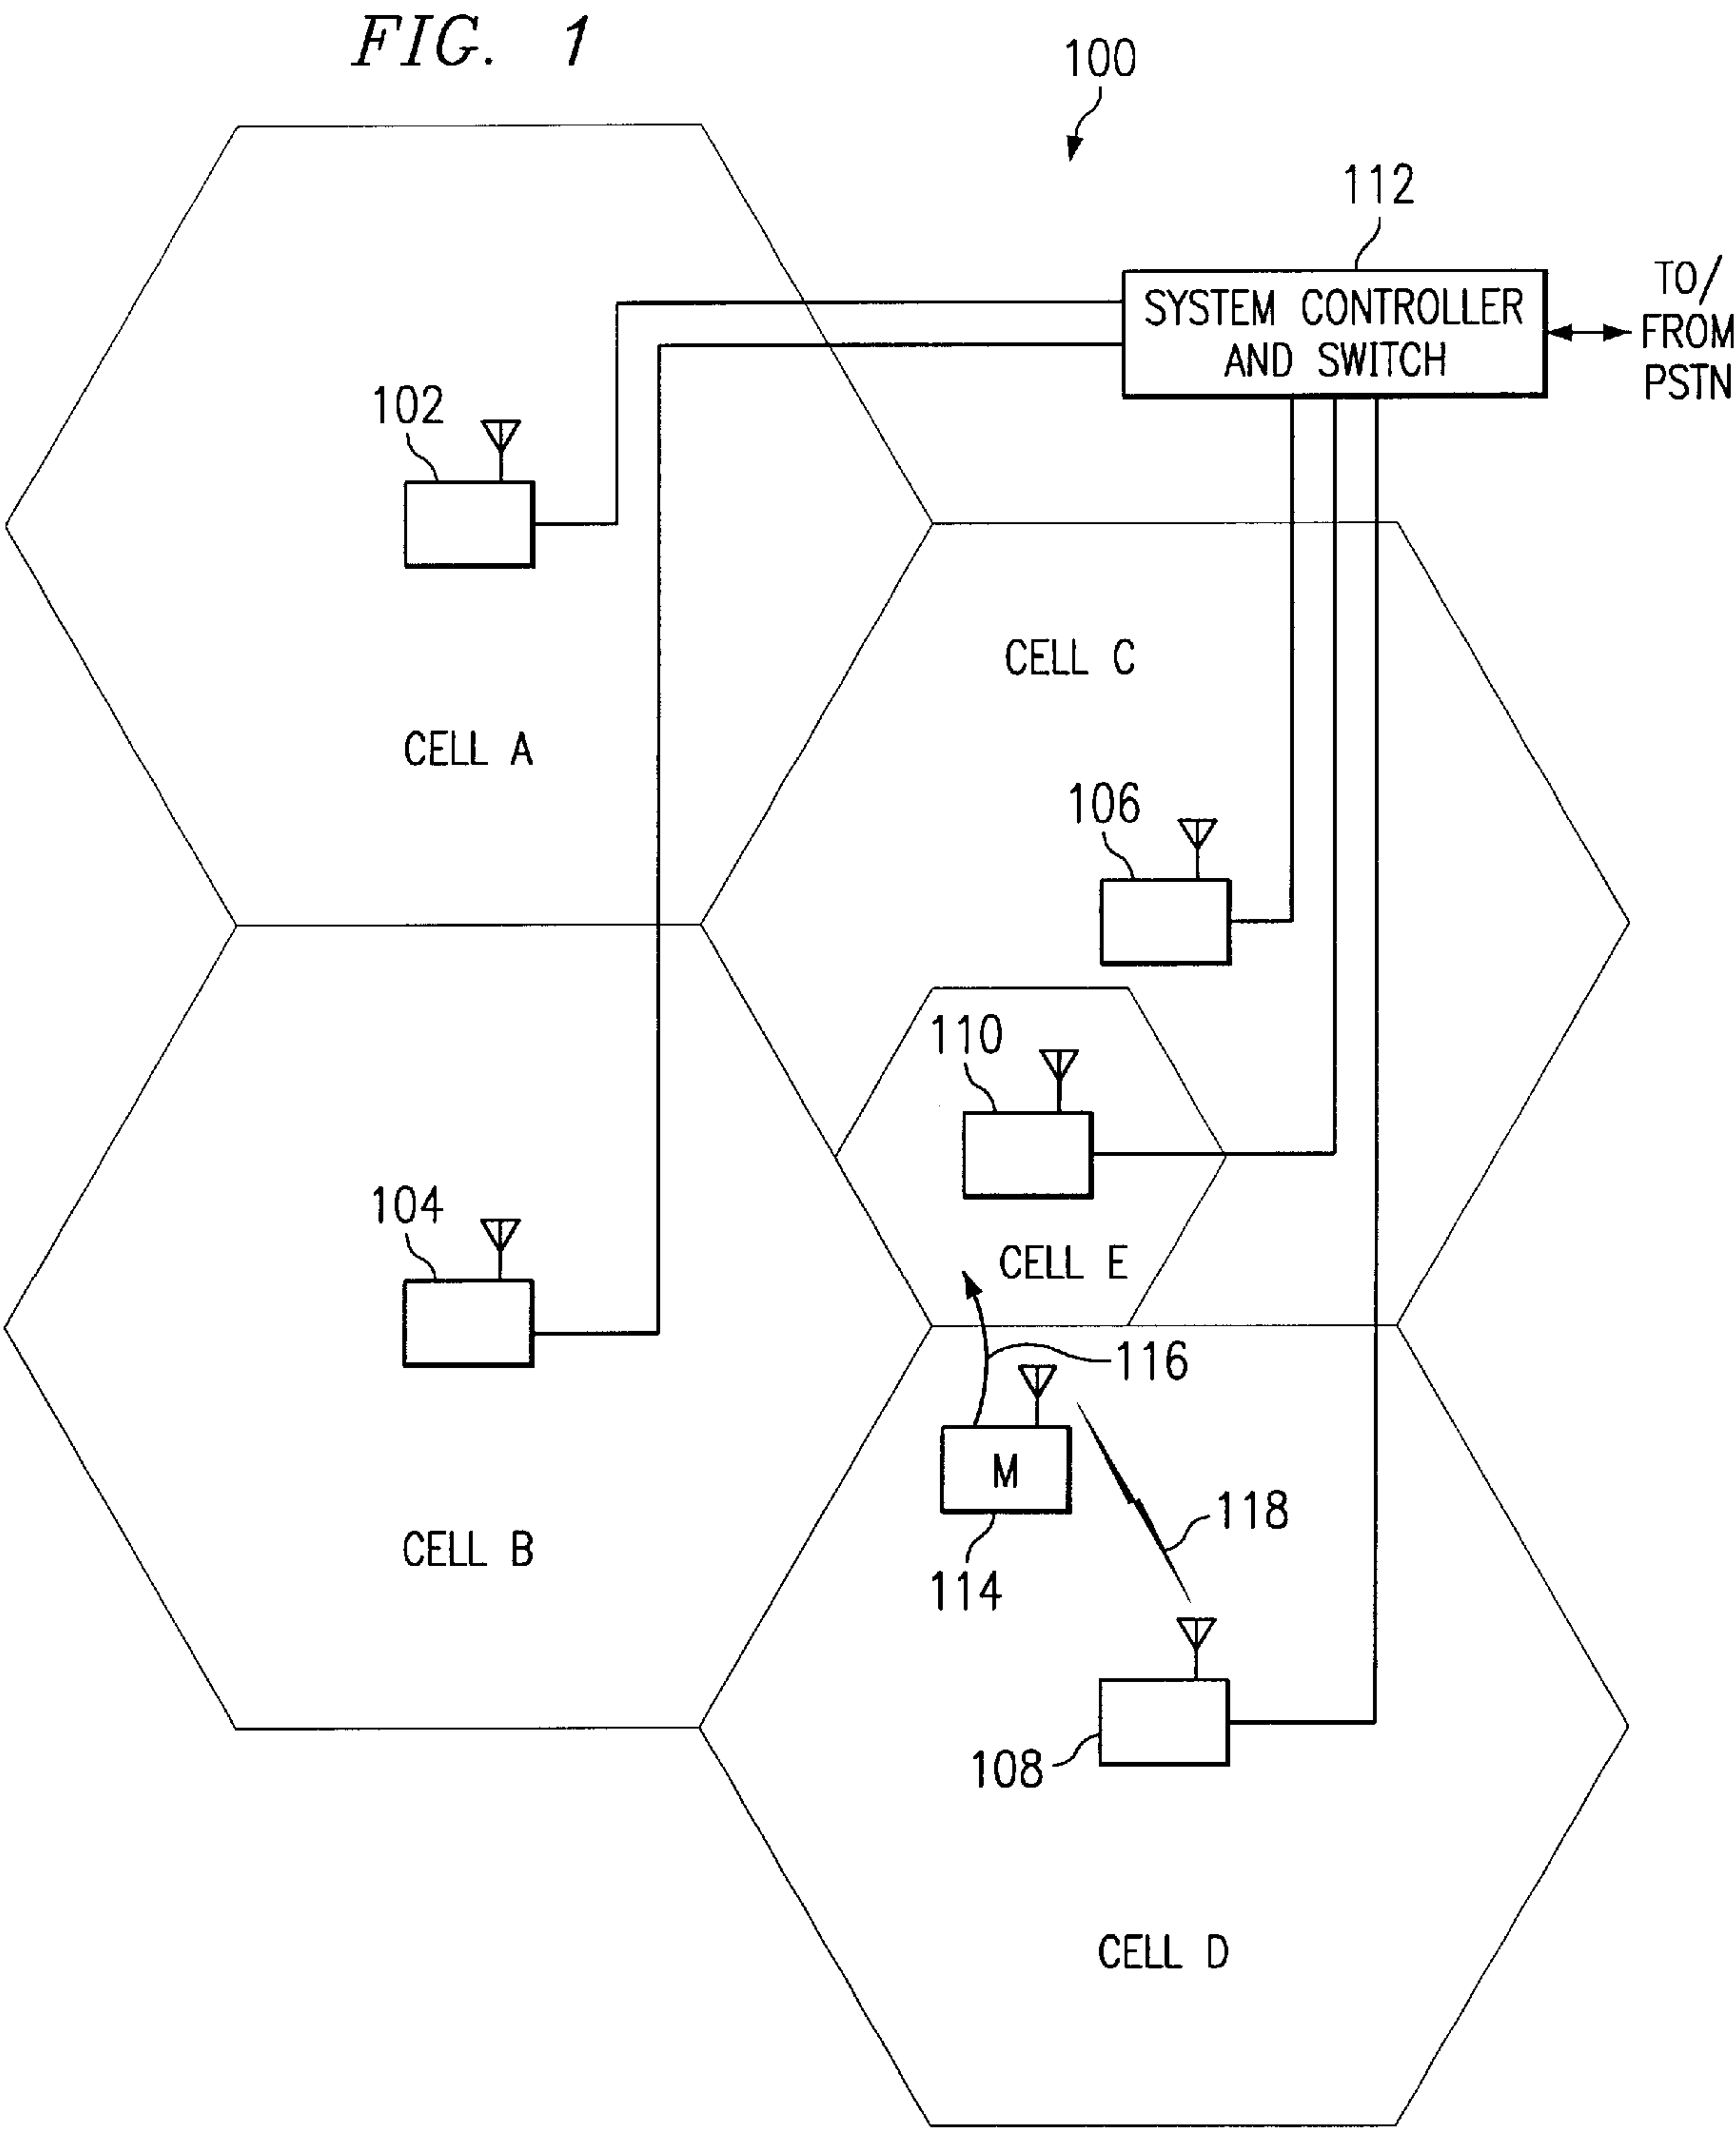 FIG. 1
100
112
SYSTEM CONTROLLER
AND SWITCH
TO/
FROM
PSTN
102
CELL A
CELL C
106
110
CELL E
104
CELL B
116
M
114
118
108
CELL D